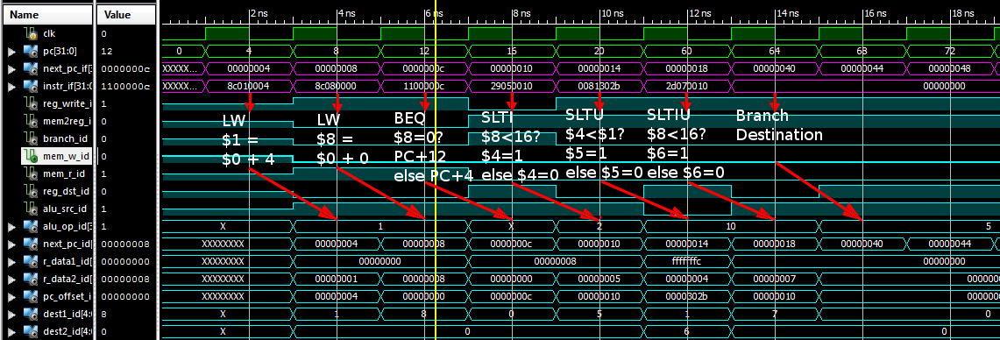 Name Value 2 ns 4 ns 6 ns 8 ns 10 ns 12 ns 14 ns 16 ns 18 ns
clk 0
pc[31:0] 12 0 4 8 12 16 20 60 64 68 72
next_pc_if[3 0000000c XXXXX... 00000004 00000008 0000000c 00000010 00000014 00000018 00000040 00000044 00000048
instr_if[31:0 1100000c XXXXX... 8c010004 8c080000 1100000c 29050010 0081302b 2d070010 00000000
reg_write_i 1
mem2reg_i 0
branch_id 0
mem_w_id 0
mem_r_id 1
reg_dst_id 0
alu_src_id 1
LW
$1 =
$0 + 4
LW
$8 =
$0 + 0
BEQ
$8=0?
PC+12
else PC+4
SLTI
$8<16?
$4=1
else $4=0
SLTU
$4<$1?
$5=1
else $5=0
SLTIU
$8<16?
$6=1
else $6=0
Branch
Destination
alu_op_id[3 1 X 1 X 2 10 5
next_pc_id[ 00000008 XXXXXXXX 00000004 00000008 0000000c 00000010 00000014 00000018 00000040 00000044
r_data1_id[ 00000000 XXXXXXXX 00000000 00000008 fffffffc 00000000
r_data2_id[ 00000008 XXXXXXXX 00000001 00000008 00000000 00000005 00000004 00000007 0000
pc_offset_i 00000000 XXXXXXXX 00000004 00000000 0000000c 00000010 0000302b 00000010 0000
dest1_id[4: 8 X 1 8 0 5 1 7 0
dest2_id[4: 0 X 0 6 0